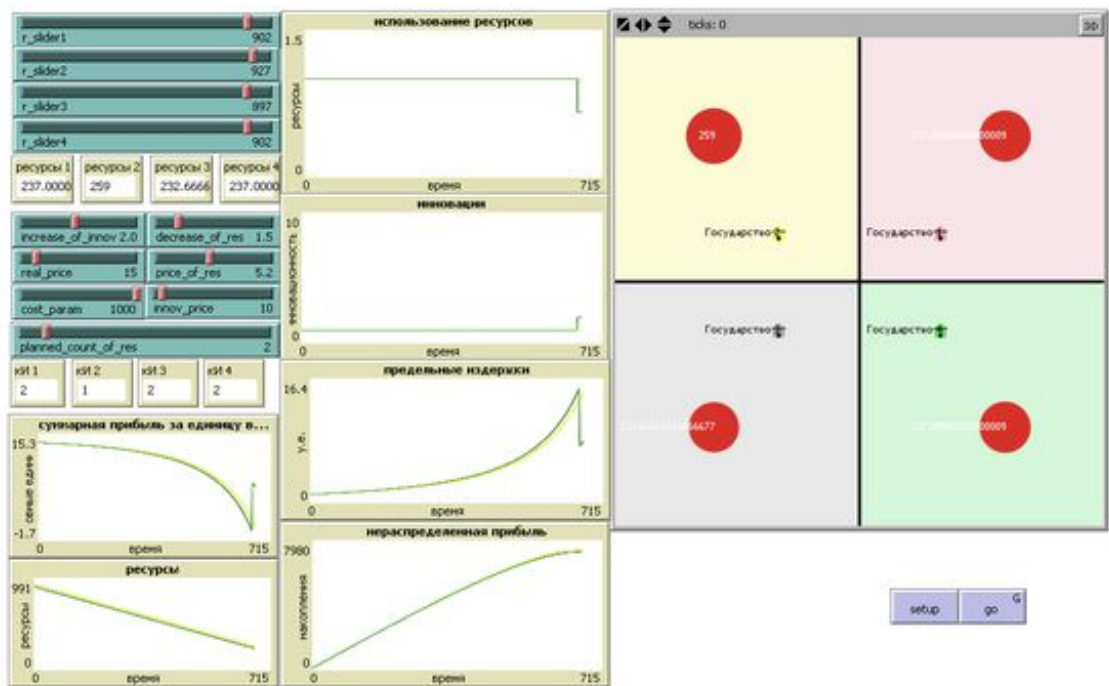 r_slider1 902
r_slider2 927
r_slider3 897
r_slider4 902
ресурсы 1
237.0000
ресурсы 2
259
ресурсы 3
232.6666
ресурсы 4
237.0000
increase_of_innov 2.0
decrease_of_res 1.5
real_price 15
price_of_res 5.2
cost_param 1000
innov_price 10
planned_count_of_res 2
кИ 1
2
кИ 2
1
кИ 3
2
кИ 4
2
суммарная прибыль за единицу в...
15.3
-1.7
0
время
715
ресурсы
991
ресурсы
0
0
время
715
использование ресурсов
1.5
ресурсы
0
0
время
715
инновации
10
инновационность
0
0
время
715
предельные издержки
16.4
у.е.
0
0
время
715
нераспределенная прибыль
7980
накопления
0
0
время
715
ticks: 0
3D
259
Государство
Государство
Государство
Государство
setup
G
go